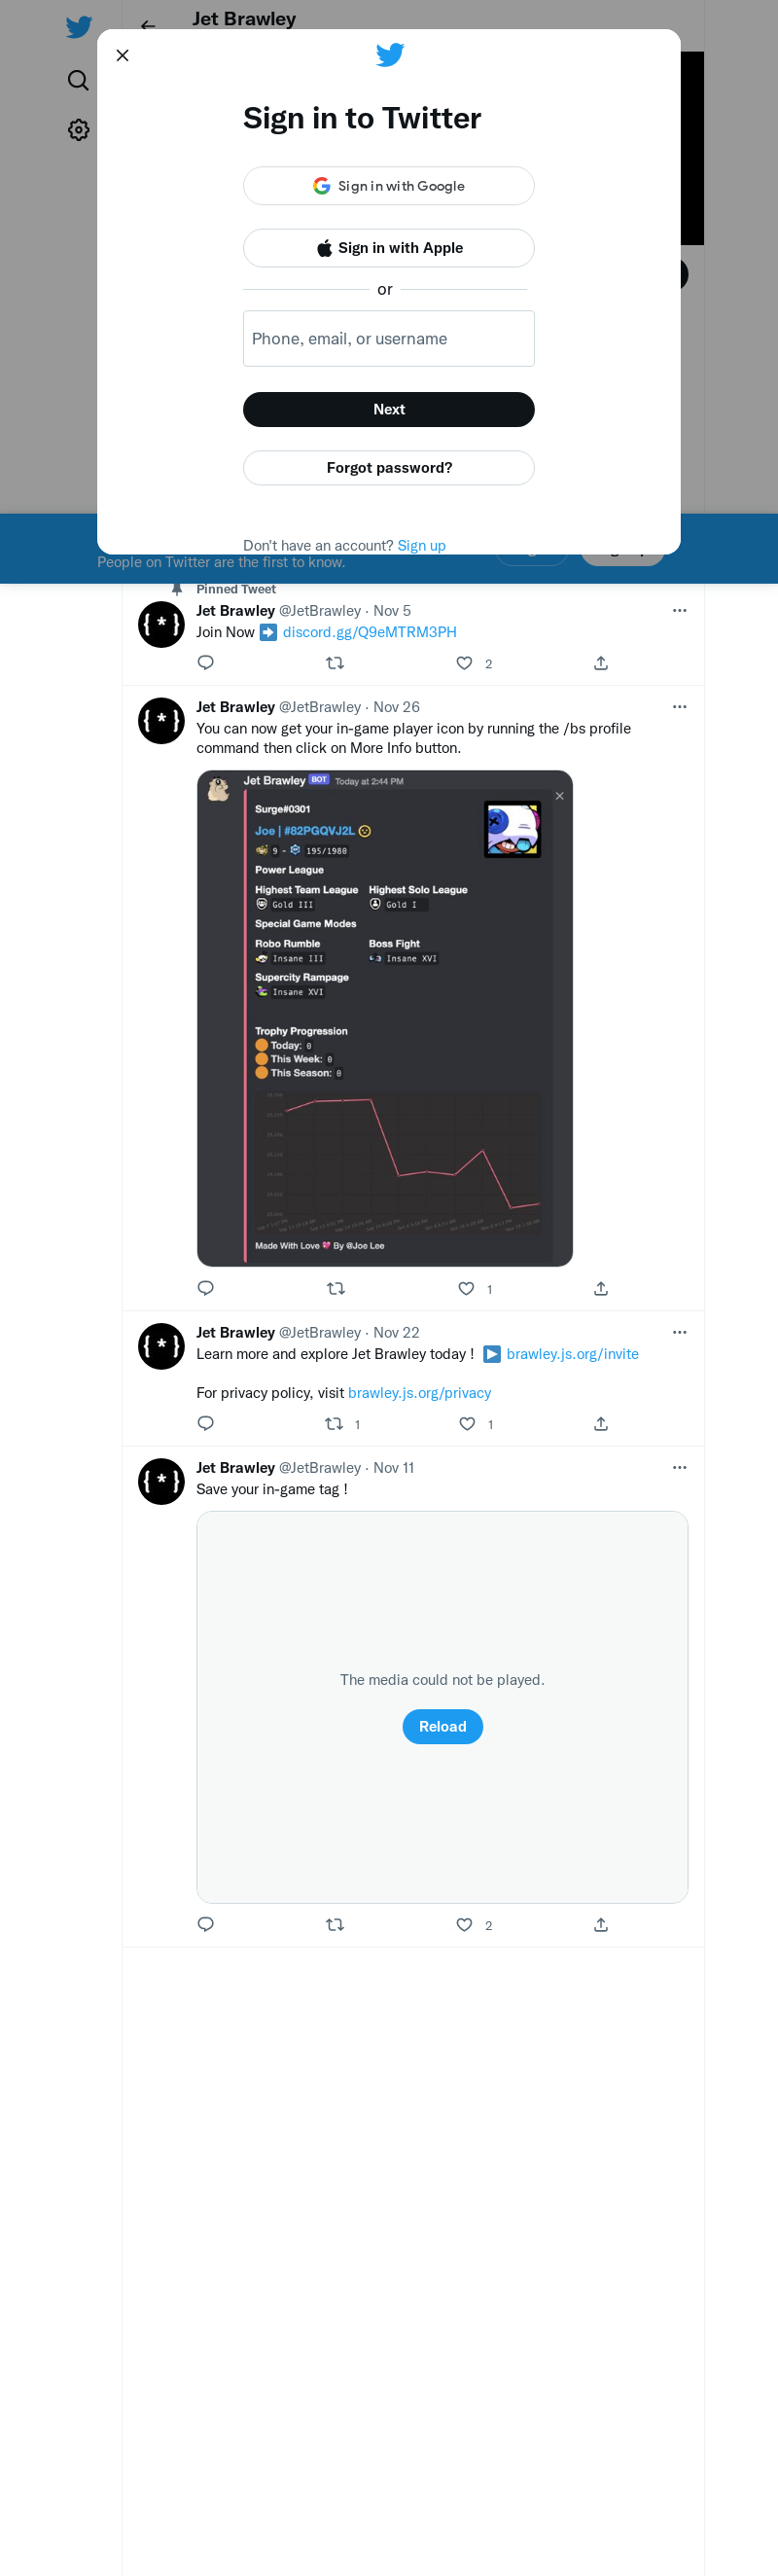 Jet Brawley
Sign in to Twitter
Sign in with Google
Sign in with Apple
or
Phone, email, or username
Next
Forgot password?
Don't have an account? Sign up
People on Twitter are the first to know.
Pinned Tweet
Jet Brawley @JetBrawley · Nov 5
Join Now ➡️ discord.gg/Q9eMTRM3PH
2
Jet Brawley @JetBrawley · Nov 26
You can now get your in-game player icon by running the /bs profile
command then click on More Info button.
Jet Brawley BOT Today at 2:44 PM
Surge#0301
Joe | #82PGQVJ2L
9 - 195/1980
Power League
Highest Team League Highest Solo League
Gold III Gold I
Special Game Modes
Robo Rumble Boss Fight
Insane III Insane XVI
Supercity Rampage
Insane XVI
Trophy Progression
Today: 0
This Week: 0
This Season: 0
Made With Love 💖 By @Joe Lee
1
Jet Brawley @JetBrawley · Nov 22
Learn more and explore Jet Brawley today ! ▶️ brawley.js.org/invite
For privacy policy, visit brawley.js.org/privacy
1 1
Jet Brawley @JetBrawley · Nov 11
Save your in-game tag !
The media could not be played.
Reload
2